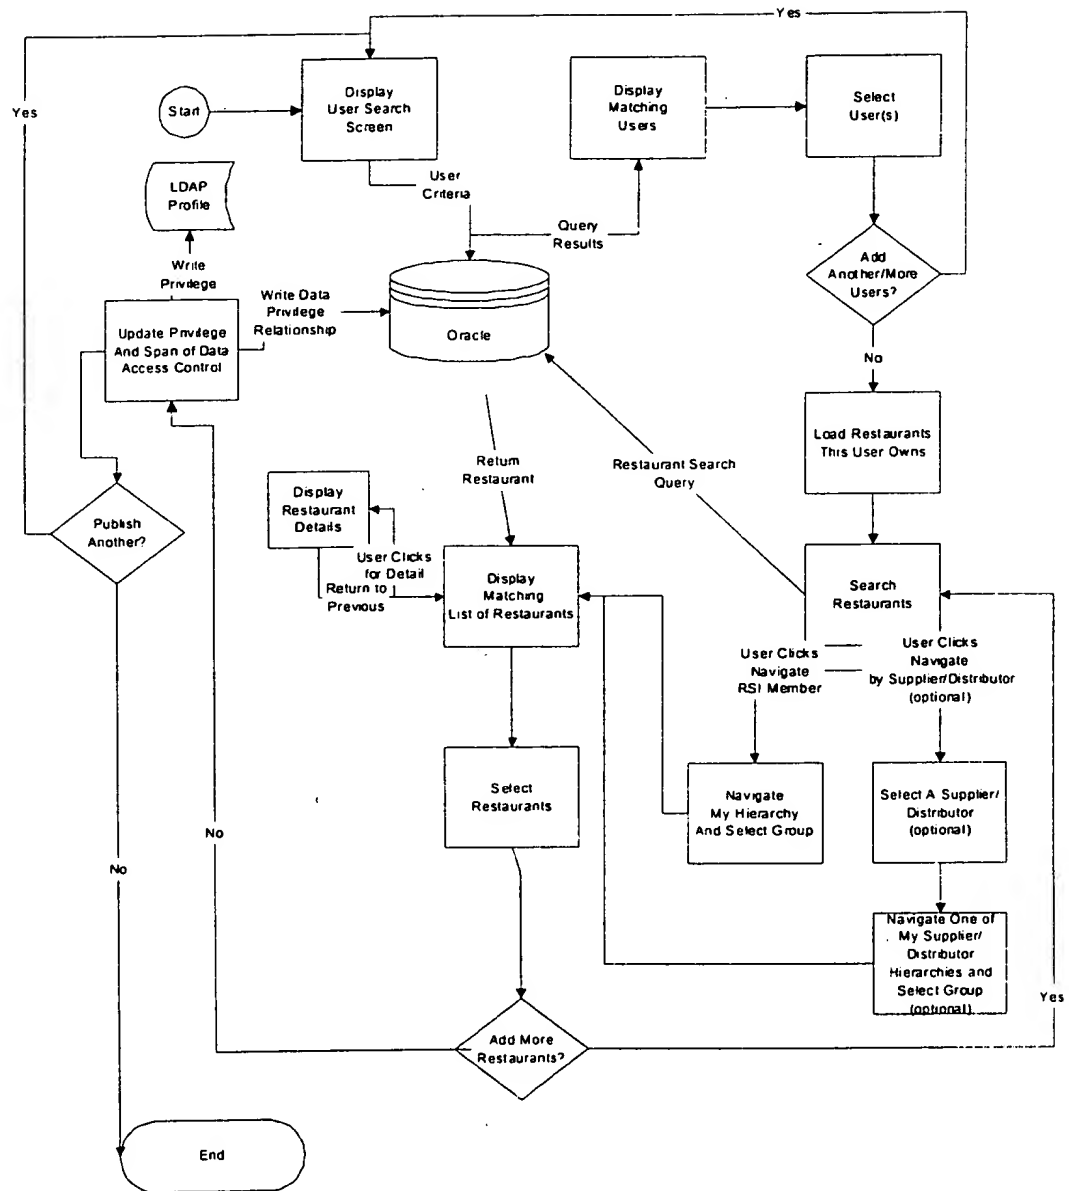 Yes
Yes
Start
Display
User Search
Screen
Display
Matching
Users
Select
User(s)
LDAP
Profile
User
Criteria
Query
Results
Add
Another/More
Users?
Write
Privilege
Write Data
Privilege
Relationship
Update Privilege
And Span of Data
Access Control
Oracle
No
Load Restaurants
This User Owns
Return
Restaurant
Restaurant Search
Query
Display
Restaurant
Details
Publish
Another?
User Clicks
for Detail
Return to
Previous
Display
Matching
List of Restaurants
Search
Restaurants
User Clicks
Navigate
RSI Member
User Clicks
Navigate
by Supplier/Distributor
(optional)
Select
Restaurants
Navigate
My Hierarchy
And Select Group
Select A Supplier/
Distributor
(optional)
No
No
Navigate One of
My Supplier/
Distributor
Hierarchies and
Select Group
(optional)
Yes
Add More
Restaurants?
End